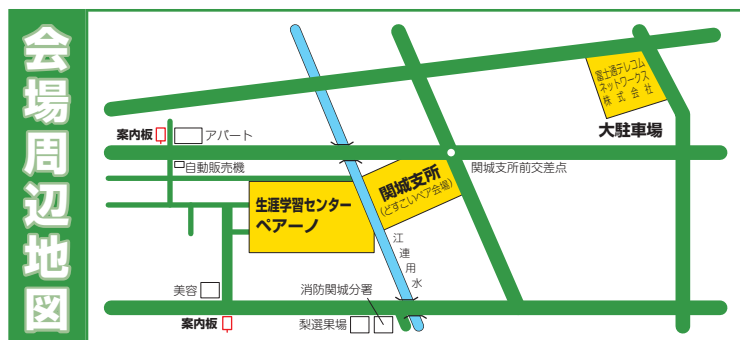 会場周辺地図
富士通テレコム
ネットワークス
株式会社
大駐車場
案内板
アパート
自動販売機
関城支所前交差点
関城支所
(どすこいペア会場)
生涯学習センター
ペアーノ
江連用水
美容
消防関城分署
案内板
梨選果場